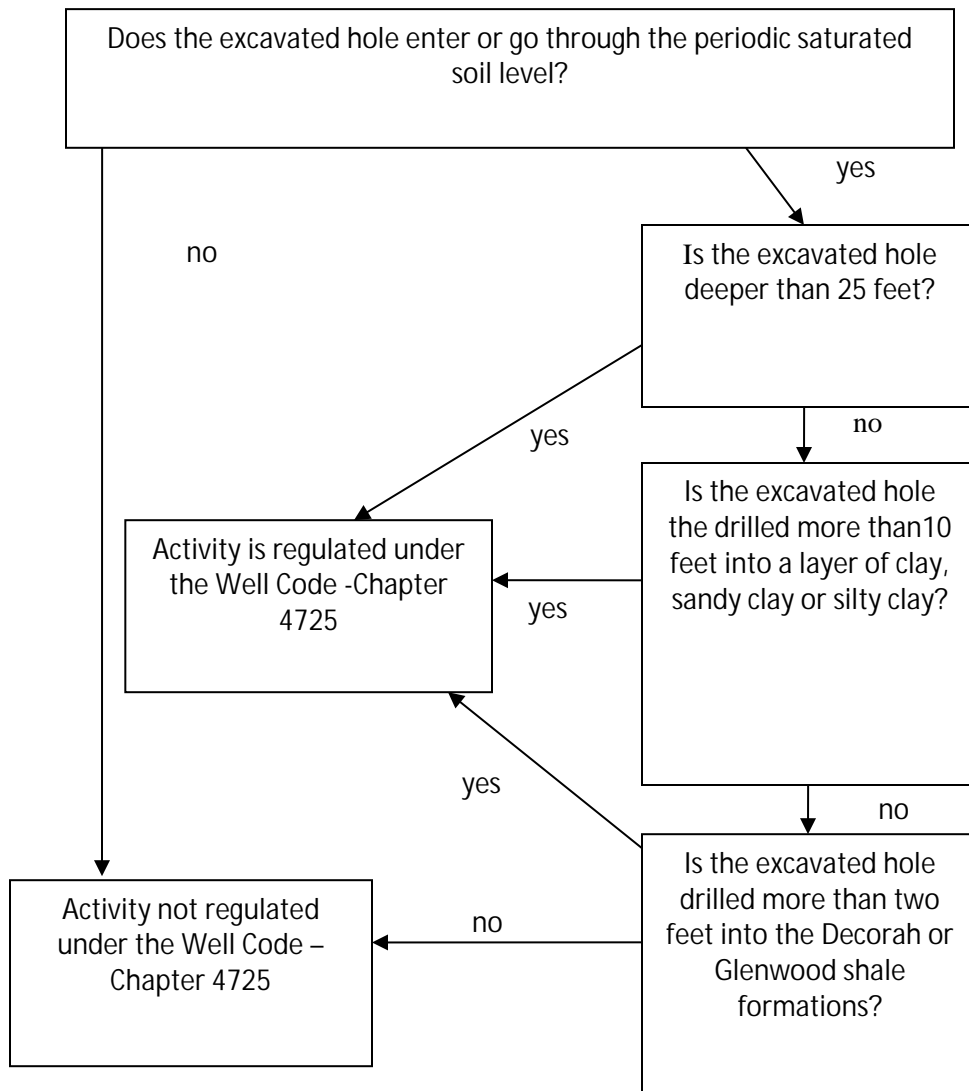 Does the excavated hole enter or go through the periodic saturated
soil level?
yes
no
Is the excavated hole
deeper than 25 feet?
yes
no
Is the excavated hole
the drilled more than10
feet into a layer of clay,
sandy clay or silty clay?
Activity is regulated under
the Well Code -Chapter
4725
yes
yes
no
Is the excavated hole
drilled more than two
feet into the Decorah or
Glenwood shale
formations?
no
Activity not regulated
under the Well Code –
Chapter 4725